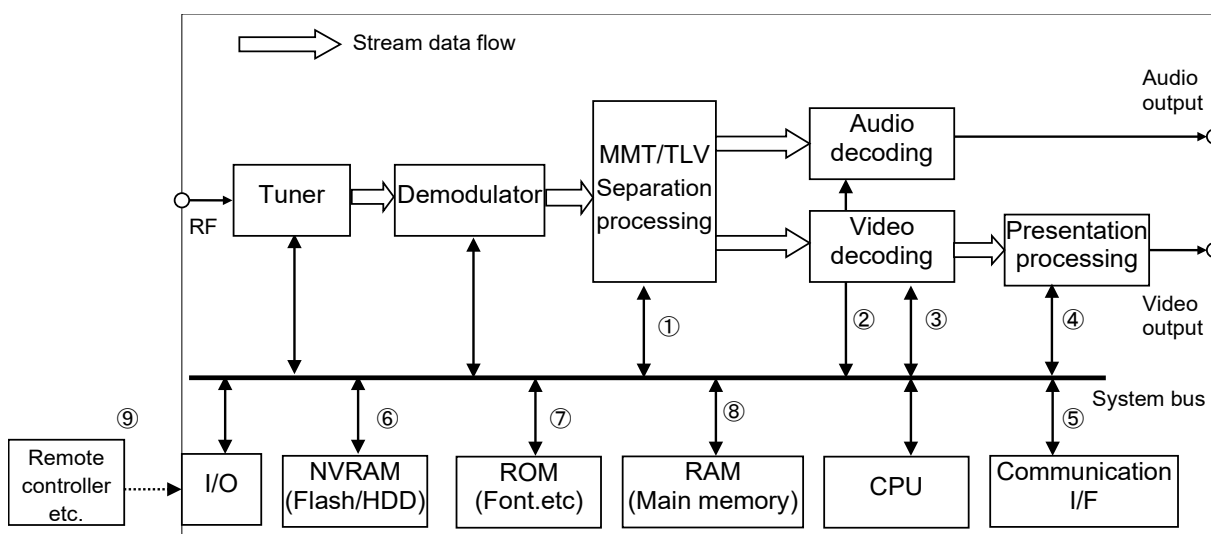 Stream data flow
Audio
output
Audio
decoding
MMT/TLV
Separation
processing
Tuner
Demodulator
RF
Video
decoding
Presentation
processing
Video
output
①
②
③
④
System bus
⑨
⑥
⑦
⑧
⑤
Remote
controller
etc.
I/O
NVRAM
(Flash/HDD)
ROM
(Font.etc)
RAM
(Main memory)
CPU
Communication
I/F